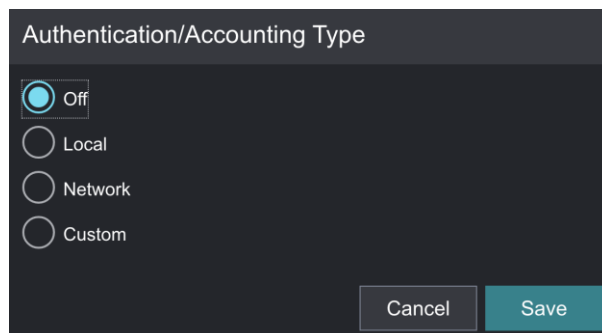 Authentication/Accounting Type
Off
Local
Network
Custom
Cancel Save